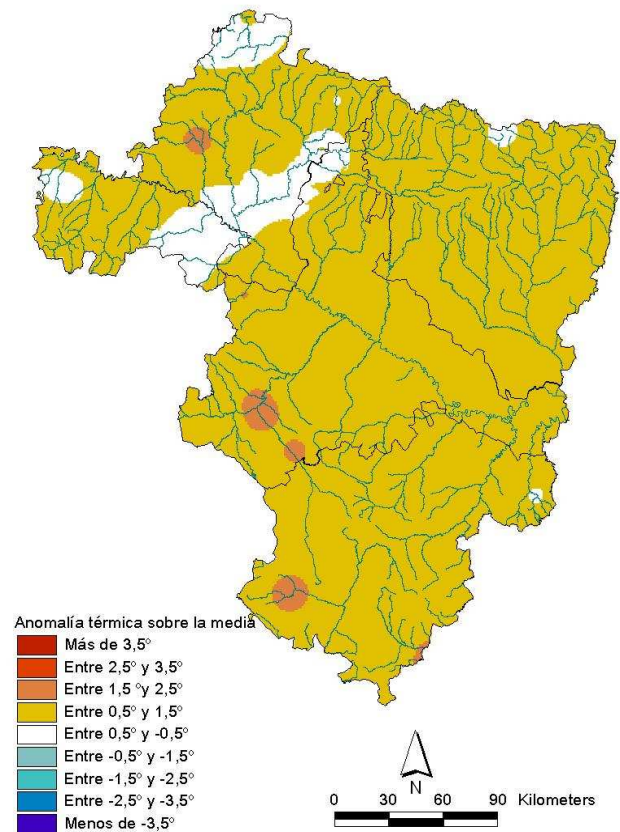 Anomalía térmica sobre la media
Más de 3,5°
Entre 2,5° y 3,5°
Entre 1,5 °y 2,5°
Entre 0,5° y 1,5°
Entre 0,5° y -0,5°
Entre -0,5° y -1,5°
Entre -1,5° y -2,5°
Entre -2,5° y -3,5°
Menos de -3,5°
N
0 30 60 90 Kilometers